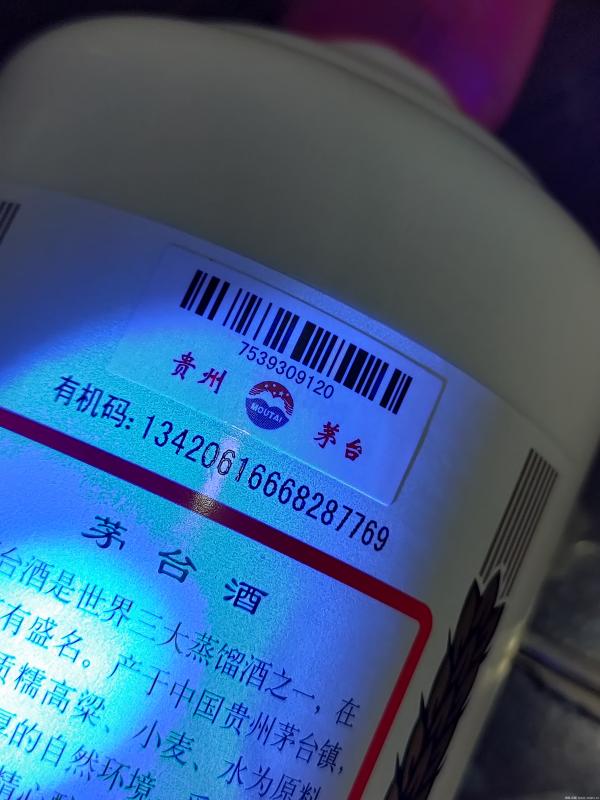 7539309120
贵州
MOUTAI
茅台
有机码:13420616668287769
茅台酒
台酒是世界三大蒸馏酒之一,在
有盛名。产于中国贵州茅台镇,
质糯高粱、小麦、水为原料
的自然环境